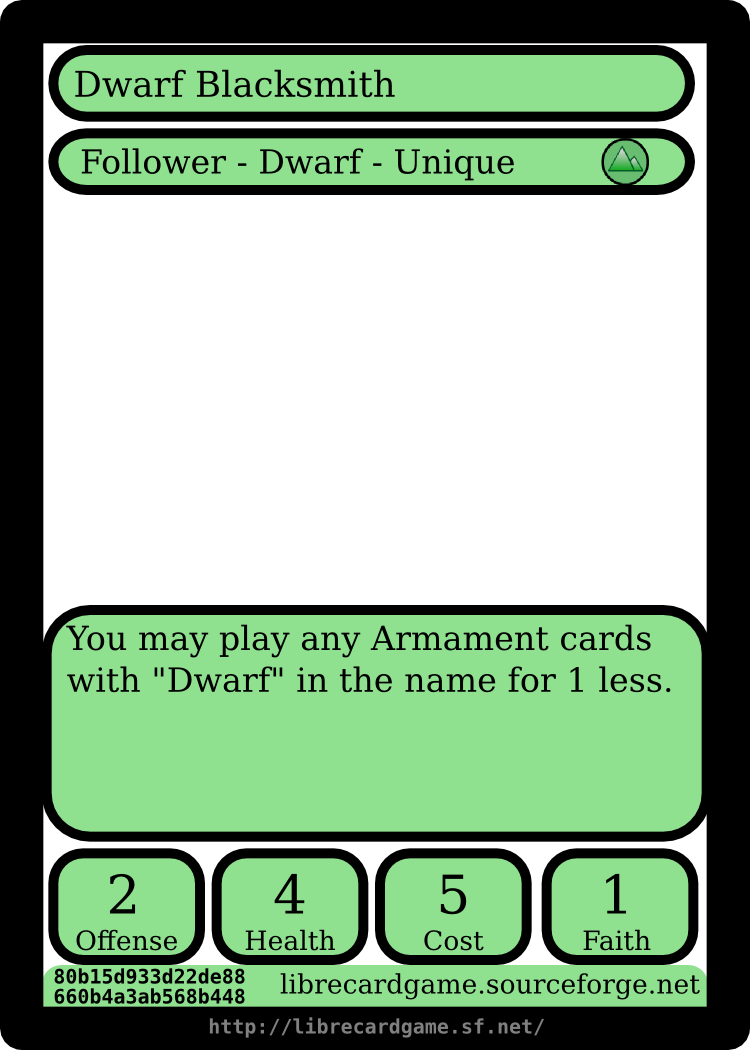 Dwarf Blacksmith
Follower - Dwarf - Unique
You may play any Armament cards
with "Dwarf" in the name for 1 less.
2 4 5 1
Offense Health Cost Faith
80b15d933d22de88
660b4a3ab568b448
librecardgame.sourceforge.net
http://librecardgame.sf.net/